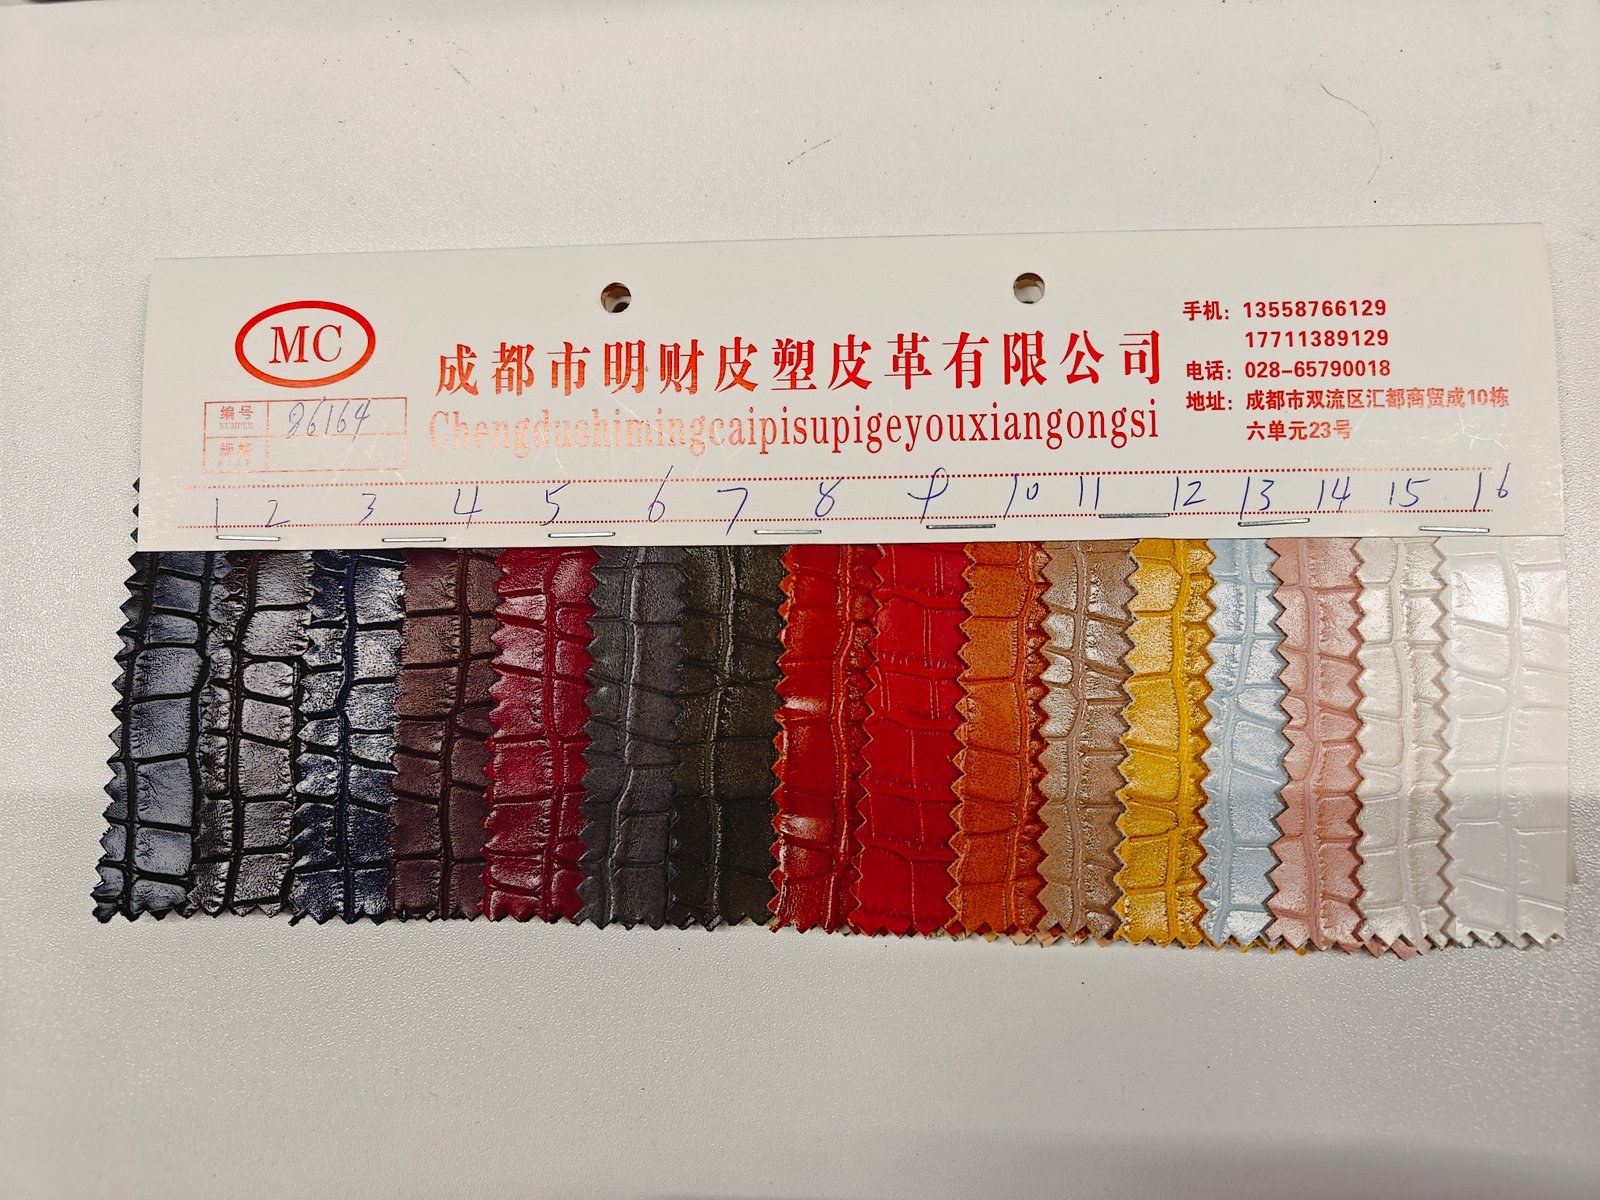 MC
成都市明财皮塑皮革有限公司
Chengdushimingcaipisupigeyouxiangongsi
手机: 13558766129
17711389129
电话: 028-65790018
地址: 成都市双流区汇都商贸成10栋
六单元23号
编号 26164
NUMBER
规格
SIZE
1 2 3 4 5 6 7 8 9 10 11 12 13 14 15 16